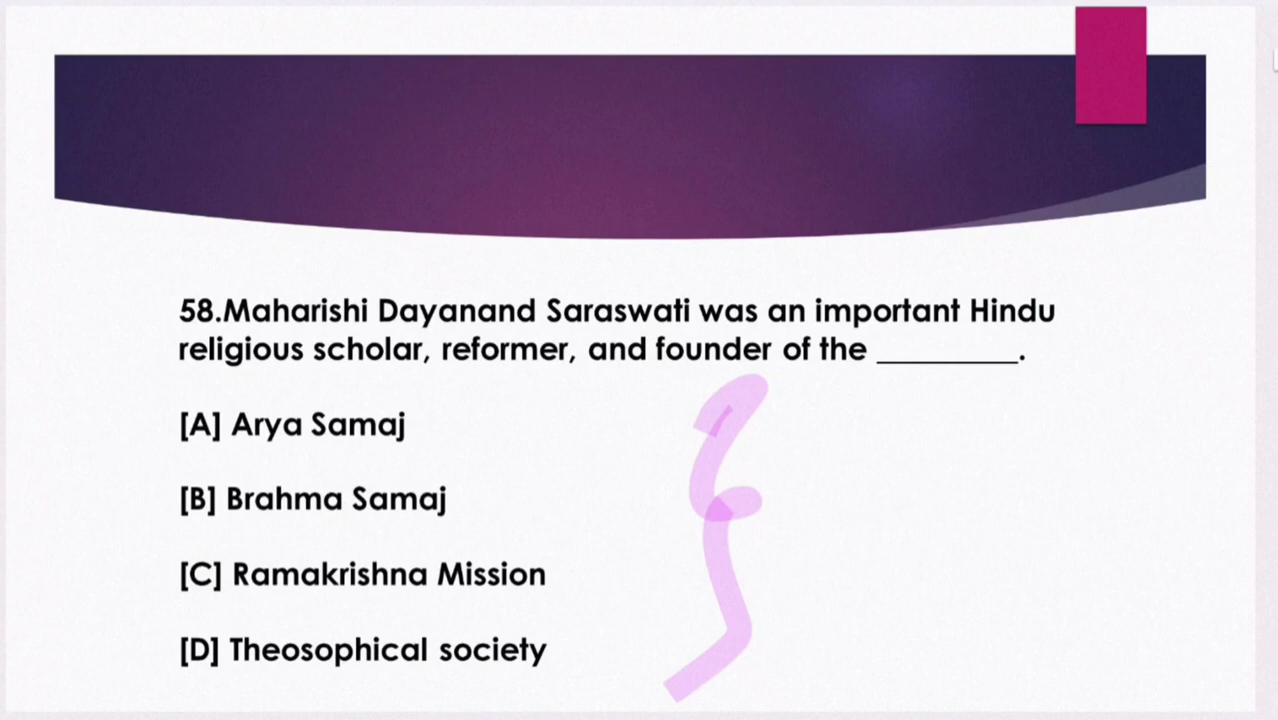 58.Maharishi Dayanand Saraswati was an important Hindu
religious scholar, reformer, and founder of the _________.
[A] Arya Samaj
[B] Brahma Samaj
[C] Ramakrishna Mission
[D] Theosophical society